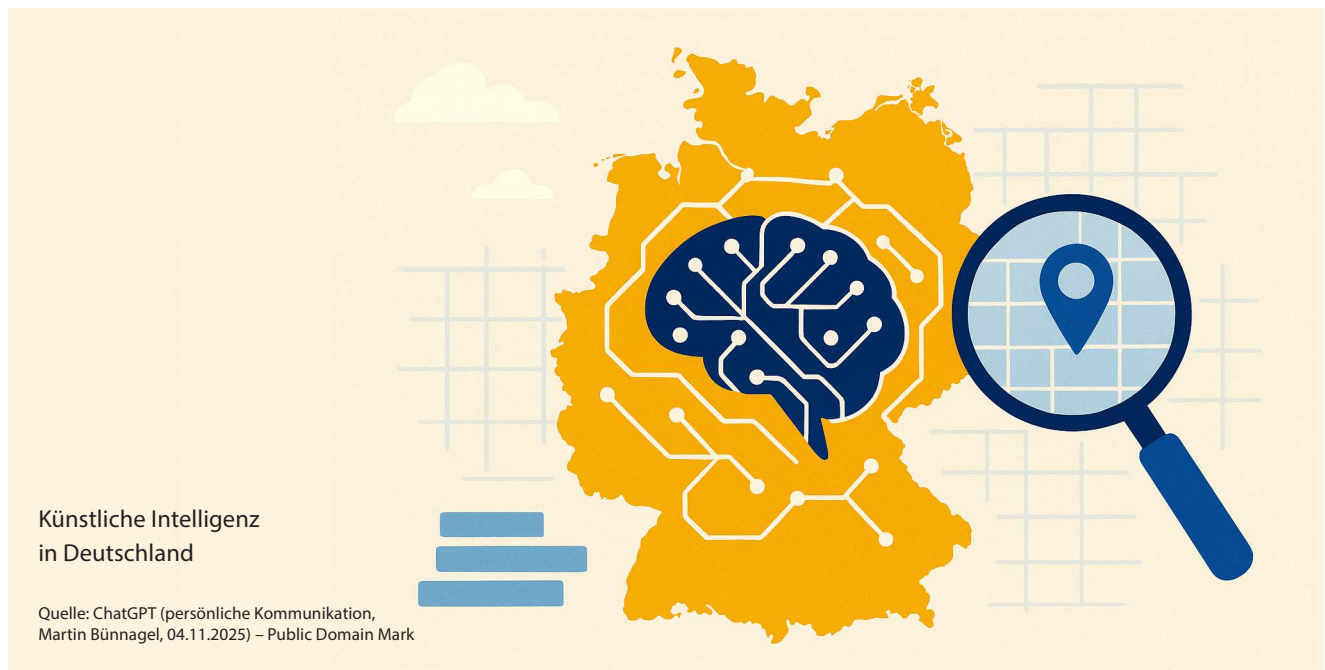 Künstliche Intelligenz
in Deutschland
Quelle: ChatGPT (persönliche Kommunikation,
Martin Bünnagel, 04.11.2025) – Public Domain Mark